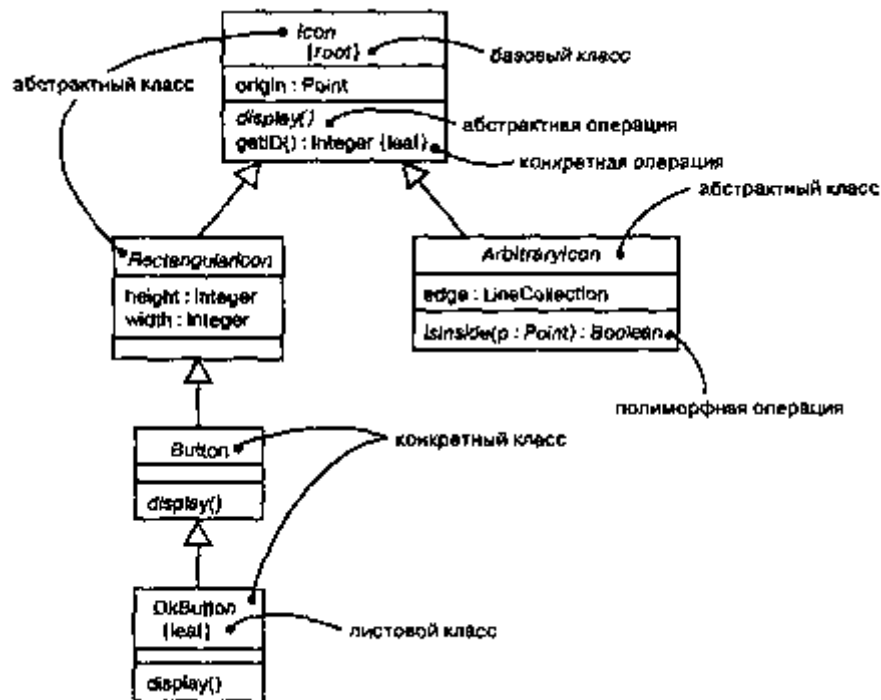 Icon
{root}
базовый класс
абстрактный класс
origin : Point
display()
абстрактная операция
getID() : Integer {leaf}
конкретная операция
абстрактный класс
RectangularIcon
ArbitraryIcon
height : Integer
width : Integer
edge : LineCollection
isInside(p : Point) : Boolean
полиморфная операция
Button
конкретный класс
display()
OkButton
{leaf}
листовой класс
display()